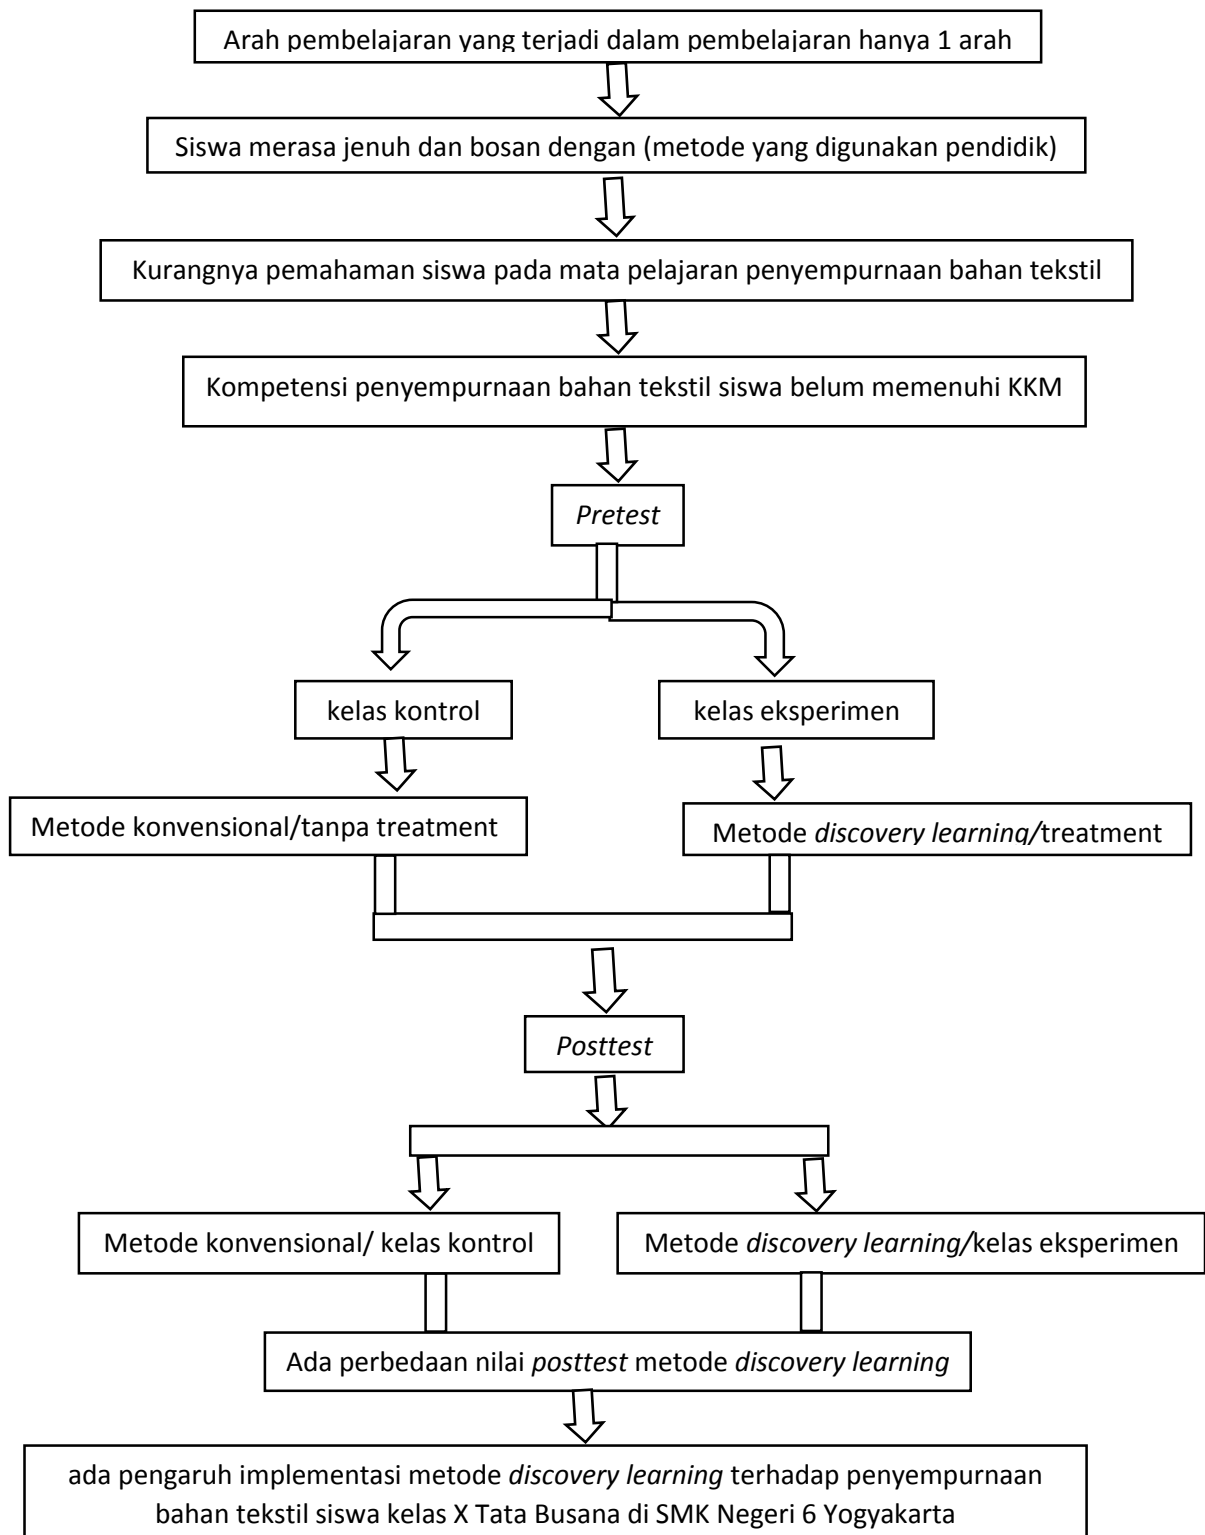 Arah pembelajaran yang terjadi dalam pembelajaran hanya 1 arah
Siswa merasa jenuh dan bosan dengan (metode yang digunakan pendidik)
Kurangnya pemahaman siswa pada mata pelajaran penyempurnaan bahan tekstil
Kompetensi penyempurnaan bahan tekstil siswa belum memenuhi KKM
Pretest
kelas kontrol
kelas eksperimen
Metode konvensional/tanpa treatment
Metode discovery learning/treatment
Posttest
Metode konvensional/ kelas kontrol
Metode discovery learning/kelas eksperimen
Ada perbedaan nilai posttest metode discovery learning
ada pengaruh implementasi metode discovery learning terhadap penyempurnaan
bahan tekstil siswa kelas X Tata Busana di SMK Negeri 6 Yogyakarta